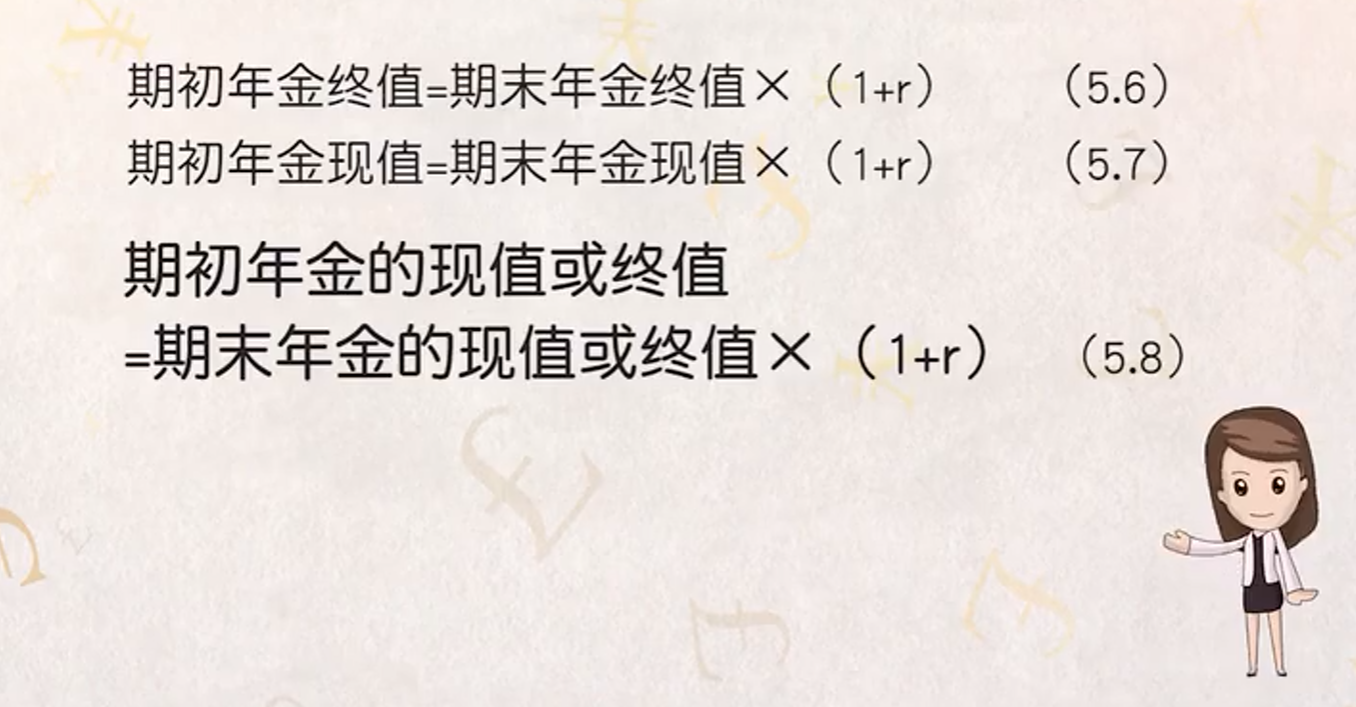 期初年金终值=期末年金终值×（1+r） （5.6）
期初年金现值=期末年金现值×（1+r） （5.7）
期初年金的现值或终值
=期末年金的现值或终值×（1+r） （5.8）